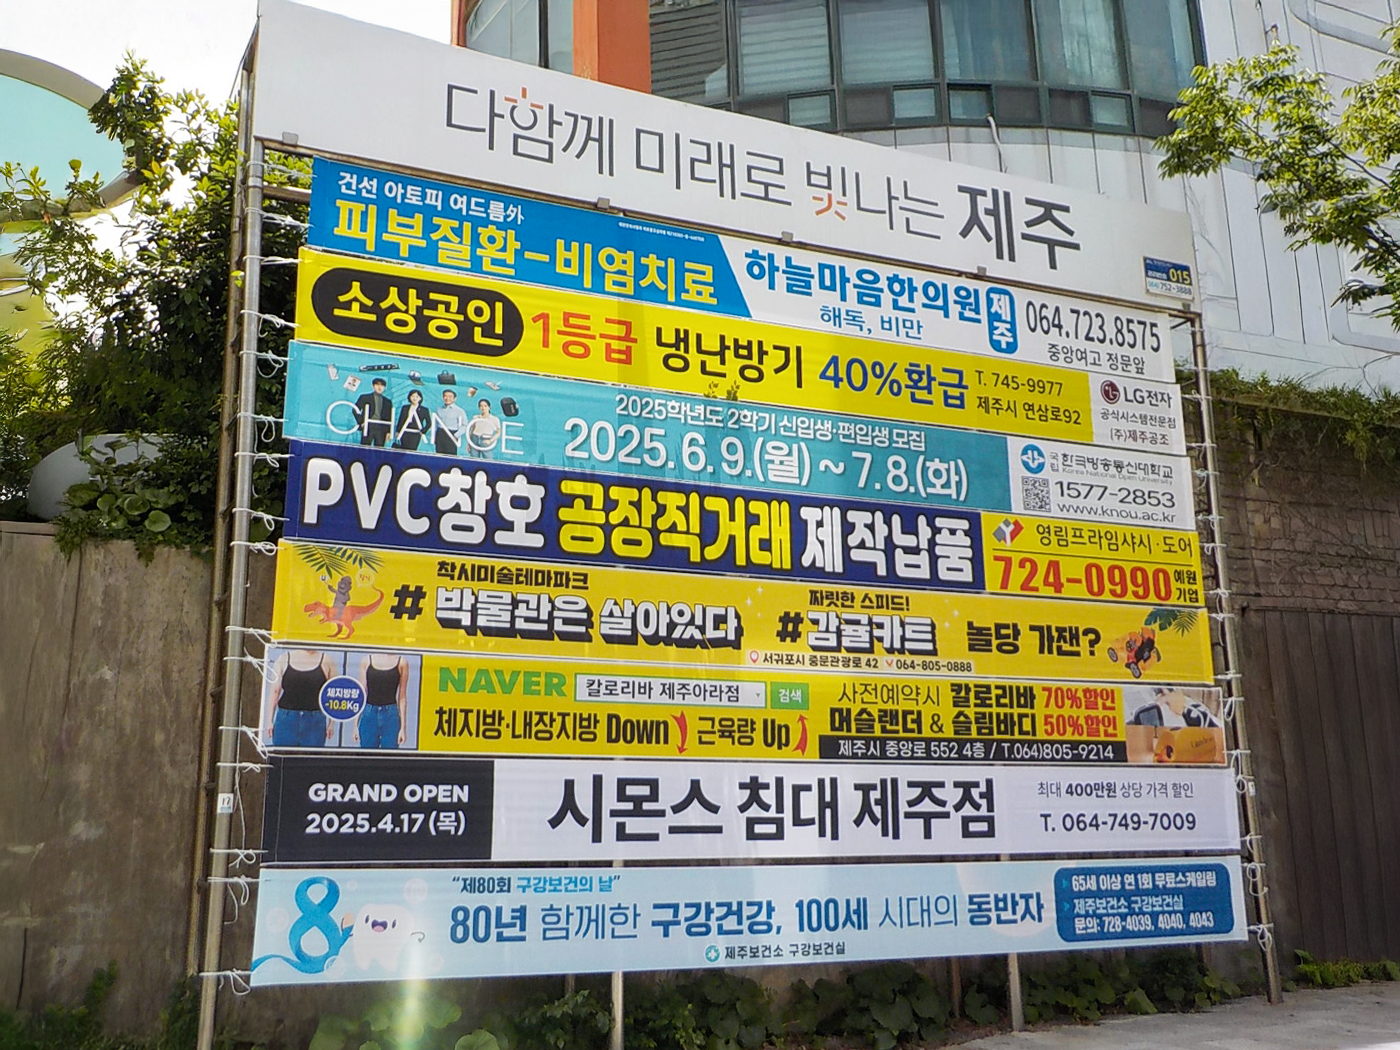 다함께 미래로 빛나는 제주
015
752-3888
건선 아토피 여드름外
피부질환-비염치료
하늘마음한의원 제주
해독, 비만
064.723.8575
중앙여고 정문앞
소상공인 1등급 냉난방기 40%환급
T. 745-9977
제주시 연삼로92
LG전자
공식시스템전문점
(주)제주공조
CHANGE
2025학년도 2학기 신입생·편입생 모집
2025.6.9.(월) ~ 7.8.(화)
국립 한국방송통신대학교
Korea National Open University
1577-2853
www.knou.ac.kr
PVC창호 공장직거래 제작납품
영림프라임샤시·도어
724-0990 예원기업
착시미술테마파크
# 박물관은 살아있다
짜릿한 스피드!
#감귤카트
놀당 가잰?
서귀포시 중문관광로 42 064-805-0888
체지방량
-10.8Kg
NAVER 칼로리바 제주아라점 검색
체지방·내장지방 Down 근육량 Up
사전예약시 칼로리바 70%할인
머슬랜더 & 슬림바디 50%할인
제주시 중앙로 552 4층 / T.064)805-9214
GRAND OPEN
2025.4.17 (목)
시몬스 침대 제주점
최대 400만원 상당 가격 할인
T. 064-749-7009
17
“제80회 구강보건의 날”
80년 함께한 구강건강, 100세 시대의 동반자
제주보건소 구강보건실
65세 이상 연 1회 무료스케일링
제주보건소 구강보건실
문의: 728-4039, 4040, 4043